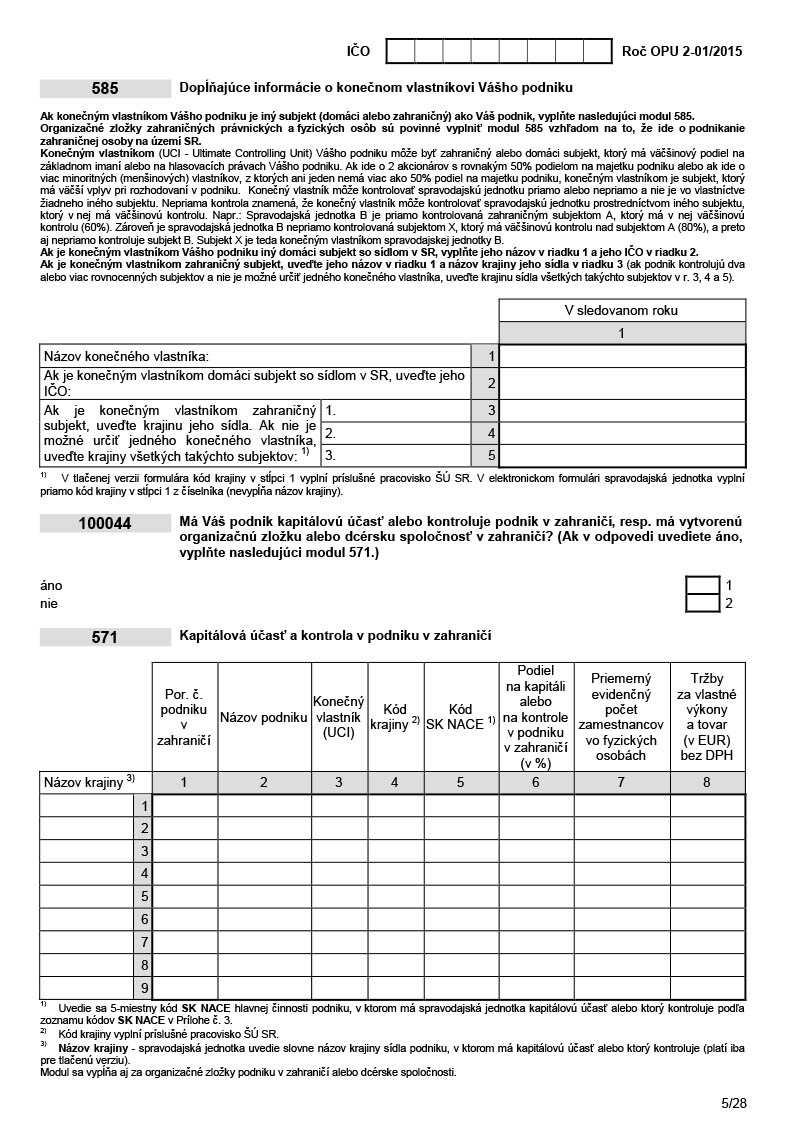 IČO Roč OPU 2-01/2015
585 Dopĺňajúce informácie o konečnom vlastníkovi Vášho podniku
Ak konečným vlastníkom Vášho podniku je iný subjekt (domáci alebo zahraničný) ako Váš podnik, vyplňte nasledujúci modul 585.
Organizačné zložky zahraničných právnických a fyzických osôb sú povinné vyplniť modul 585 vzhľadom na to, že ide o podnikanie
zahraničnej osoby na území SR.
Konečným vlastníkom (UCI - Ultimate Controlling Unit) Vášho podniku môže byť zahraničný alebo domáci subjekt, ktorý má väčšinový podiel na
základnom imaní alebo na hlasovacích právach Vášho podniku. Ak ide o 2 akcionárov s rovnakým 50% podielom na majetku podniku alebo ak ide o
viac minoritných (menšinových) vlastníkov, z ktorých ani jeden nemá viac ako 50% podiel na majetku podniku, konečným vlastníkom je subjekt, ktorý
má väčší vplyv pri rozhodovaní v podniku. Konečný vlastník môže kontrolovať spravodajskú jednotku priamo alebo nepriamo a nie je vo vlastníctve
žiadneho iného subjektu. Nepriama kontrola znamená, že konečný vlastník môže kontrolovať spravodajskú jednotku prostredníctvom iného subjektu,
ktorý v nej má väčšinovú kontrolu. Napr.: Spravodajská jednotka B je priamo kontrolovaná zahraničným subjektom A, ktorý má v nej väčšinovú
kontrolu (60%). Zároveň je spravodajská jednotka B nepriamo kontrolovaná subjektom X, ktorý má väčšinovú kontrolu nad subjektom A (80%), a preto
aj nepriamo kontroluje subjekt B. Subjekt X je teda konečným vlastníkom spravodajskej jednotky B.
Ak je konečným vlastníkom Vášho podniku iný domáci subjekt so sídlom v SR, vyplňte jeho názov v riadku 1 a jeho IČO v riadku 2.
Ak je konečným vlastníkom zahraničný subjekt, uveďte jeho názov v riadku 1 a názov krajiny jeho sídla v riadku 3 (ak podnik kontrolujú dva
alebo viac rovnocenných subjektov a nie je možné určiť jedného konečného vlastníka, uveďte krajinu sídla všetkých takýchto subjektov v r. 3, 4 a 5).
V sledovanom roku
1
Názov konečného vlastníka: 1
Ak je konečným vlastníkom domáci subjekt so sídlom v SR, uveďte jeho
IČO: 2
Ak je konečným vlastníkom zahraničný 1. 3
subjekt, uveďte krajinu jeho sídla. Ak nie je
možné určiť jedného konečného vlastníka, 2. 4
uveďte krajiny všetkých takýchto subjektov: 1) 3. 5
1) V tlačenej verzii formulára kód krajiny v stĺpci 1 vyplní príslušné pracovisko ŠÚ SR. V elektronickom formulári spravodajská jednotka vyplní
priamo kód krajiny v stĺpci 1 z číselníka (nevypĺňa názov krajiny).
100044 Má Váš podnik kapitálovú účasť alebo kontroluje podnik v zahraničí, resp. má vytvorenú
organizačnú zložku alebo dcérsku spoločnosť v zahraničí? (Ak v odpovedi uvediete áno,
vyplňte nasledujúci modul 571.)
áno 1
nie 2
571 Kapitálová účasť a kontrola v podniku v zahraničí
Por. č.
podniku
v
zahraničí
Názov podniku
Konečný
vlastník
(UCI)
Kód
krajiny 2)
Kód
SK NACE 1)
Podiel
na kapitáli
alebo
na kontrole
v podniku
v zahraničí
(v %)
Priemerný
evidenčný
počet
zamestnancov
vo fyzických
osobách
Tržby
za vlastné
výkony
a tovar
(v EUR)
bez DPH
Názov krajiny 3) 1 2 3 4 5 6 7 8
1
2
3
4
5
6
7
8
9
1) Uvedie sa 5-miestny kód SK NACE hlavnej činnosti podniku, v ktorom má spravodajská jednotka kapitálovú účasť alebo ktorý kontroluje podľa
zoznamu kódov SK NACE v Prílohe č. 3.
2) Kód krajiny vyplní príslušné pracovisko ŠÚ SR.
3) Názov krajiny - spravodajská jednotka uvedie slovne názov krajiny sídla podniku, v ktorom má kapitálovú účasť alebo ktorý kontroluje (platí iba
pre tlačenú verziu).
Modul sa vypĺňa aj za organizačné zložky podniku v zahraničí alebo dcérske spoločnosti.
5/28